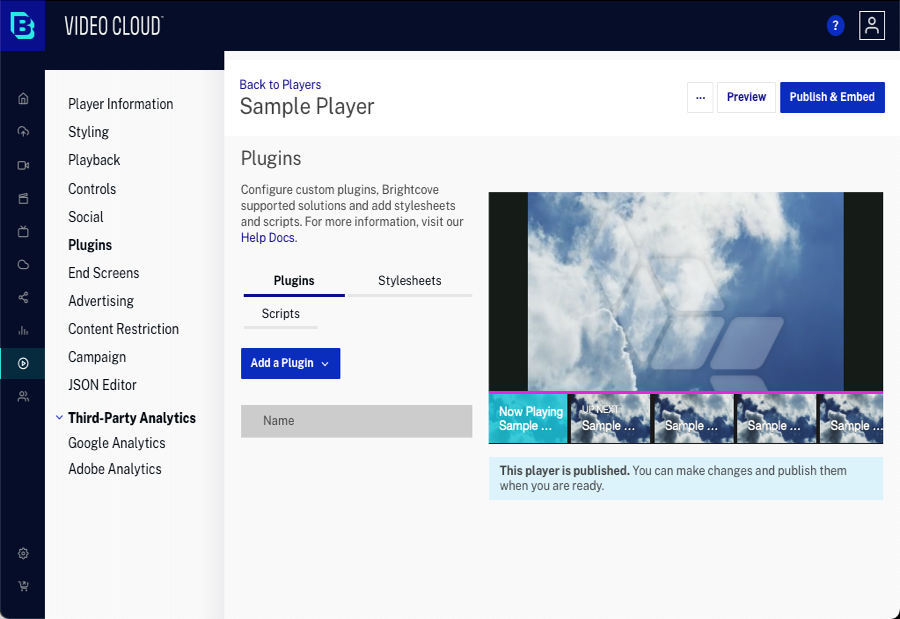 VIDEO CLOUD
?
Back to Players
Sample Player
...
Preview
Publish & Embed
Player Information
Styling
Playback
Controls
Social
Plugins
End Screens
Advertising
Content Restriction
Campaign
JSON Editor
Third-Party Analytics
Google Analytics
Adobe Analytics
Plugins
Configure custom plugins, Brightcove
supported solutions and add stylesheets
and scripts. For more information, visit our
Help Docs.
Plugins
Stylesheets
Scripts
Add a Plugin
Name
Now Playing
Sample ...
UP NEXT
Sample ...
Sample ...
Sample ...
Sample ...
This player is published. You can make changes and publish them
when you are ready.